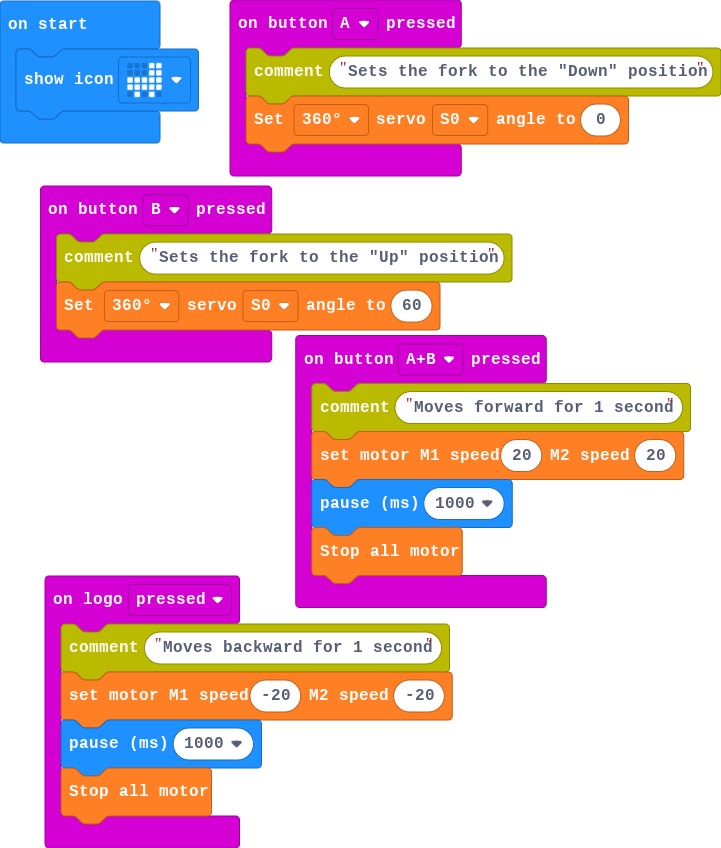 on start
show icon
on button A pressed
comment "Sets the fork to the "Down" position"
Set 360° servo S0 angle to 0
on button B pressed
comment "Sets the fork to the "Up" position"
Set 360° servo S0 angle to 60
on button A+B pressed
comment "Moves forward for 1 second"
set motor M1 speed 20 M2 speed 20
pause (ms) 1000
Stop all motor
on logo pressed
comment "Moves backward for 1 second"
set motor M1 speed -20 M2 speed -20
pause (ms) 1000
Stop all motor